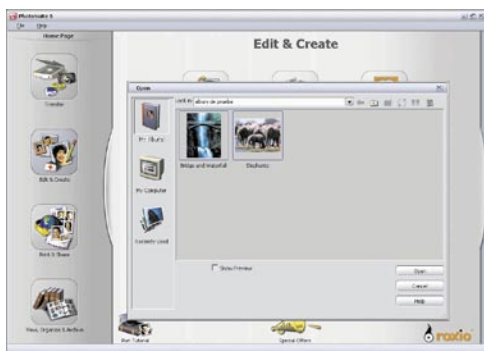 PhotoSuite 5
File Help
Home Page
Edit & Create
Transfer
Edit & Create
Print & Share
View, Organize & Archive
Open
Look in: album de prueba
My Albums
My Computer
Recently Used
Bridge and Waterfall
Elephants
Show Preview
Open
Cancel
Help
Run Tutorial
Special Offers
roxio